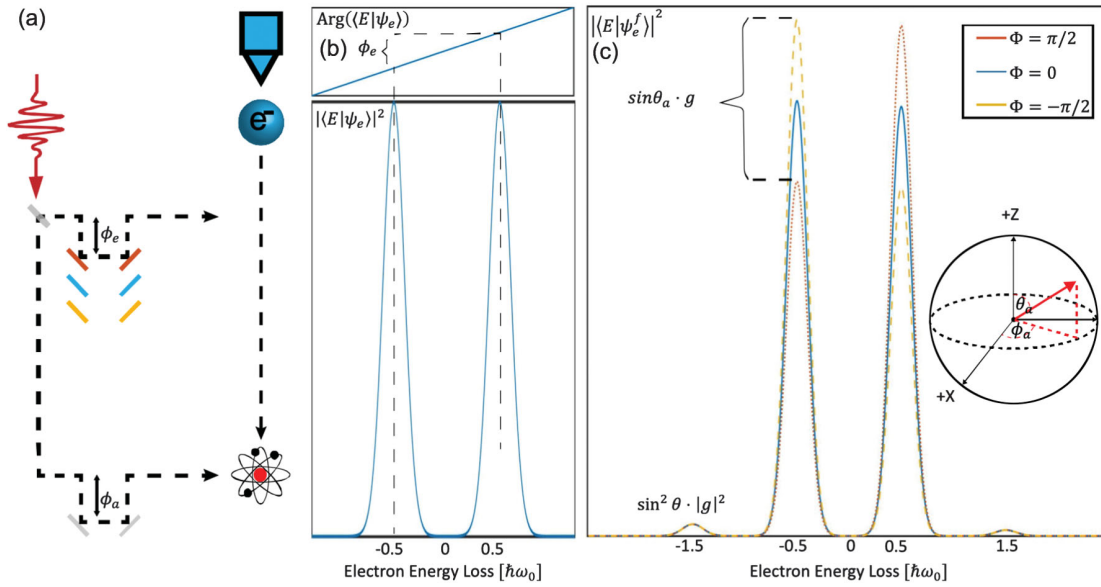 (a)
e⁻
ϕₑ
ϕₐ
Arg(⟨E|ψₑ⟩)
(b)
ϕₑ
|⟨E|ψₑ⟩|²
-0.5 0 0.5
Electron Energy Loss [ħω₀]
|⟨E|ψₑᶠ⟩|²
(c)
Φ = π/2
Φ = 0
Φ = −π/2
sinθₐ · g
+Z
θₐ
ϕₐ
+X
sin² θ · |g|²
-1.5 -0.5 0 0.5 1.5
Electron Energy Loss [ħω₀]